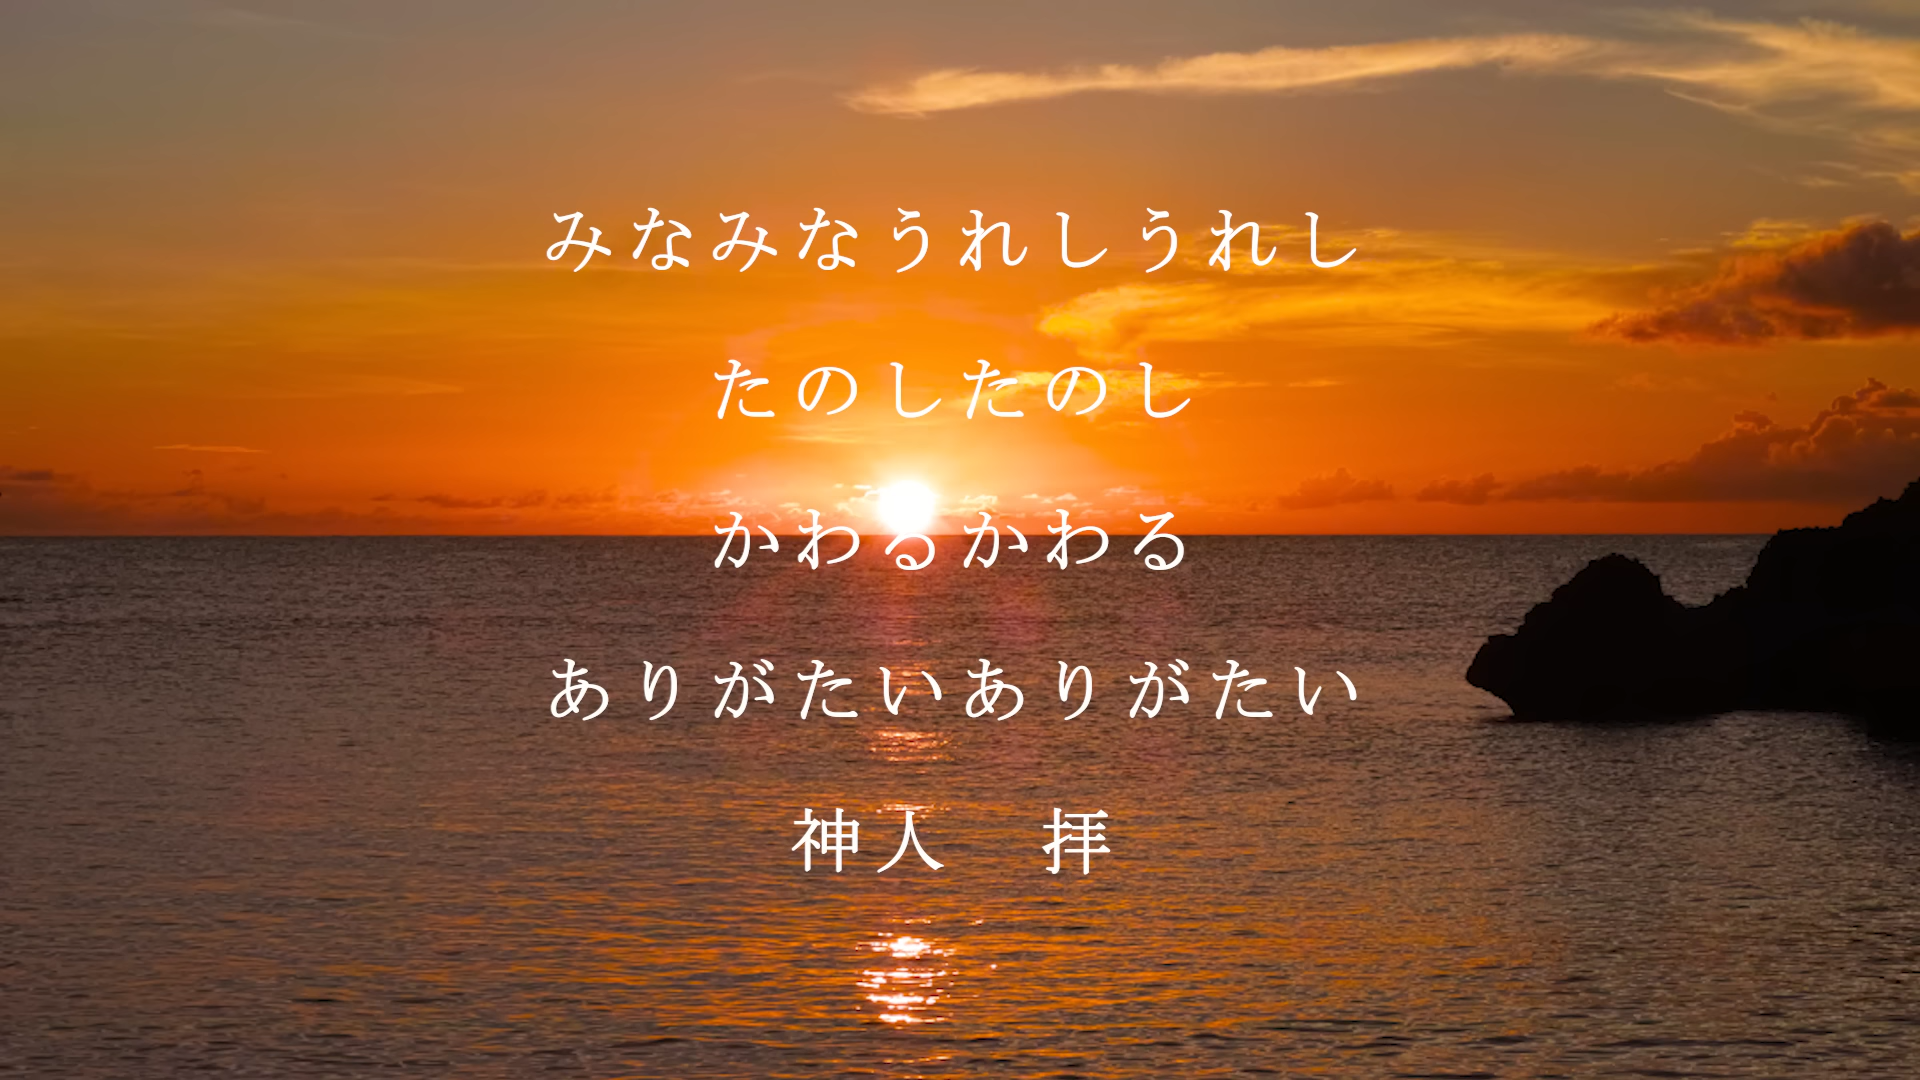 みなみなうれしうれし
たのしたのし
かわるかわる
ありがたいありがたい
神人　拝